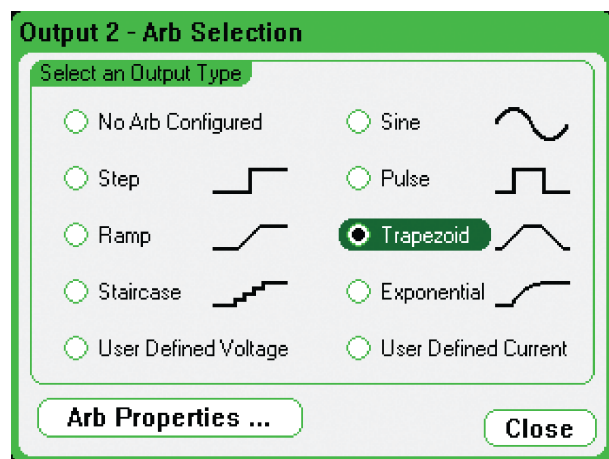 Output 2 - Arb Selection
Select an Output Type
No Arb Configured
Sine
Step
Pulse
Ramp
Trapezoid
Staircase
Exponential
User Defined Voltage
User Defined Current
Arb Properties ...
Close